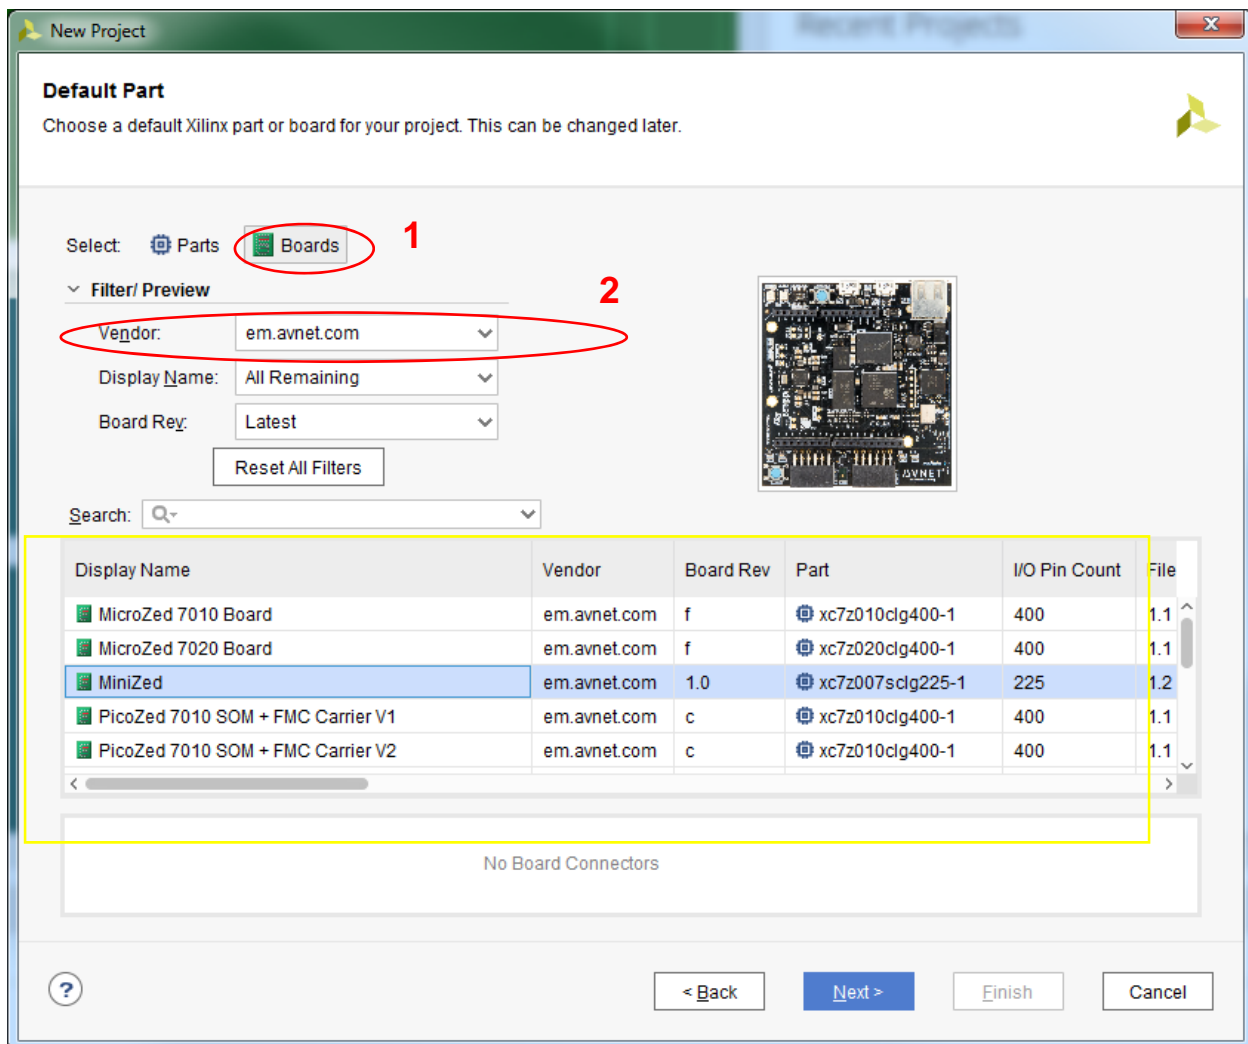 New Project
Recent Projects
Default Part
Choose a default Xilinx part or board for your project. This can be changed later.
Select: Parts Boards 1
Filter/ Preview 2
Vendor: em.avnet.com
Display Name: All Remaining
Board Rev: Latest
Reset All Filters
AVNET
Search: Q
Display Name Vendor Board Rev Part I/O Pin Count File
MicroZed 7010 Board em.avnet.com f xc7z010clg400-1 400 1.1
MicroZed 7020 Board em.avnet.com f xc7z020clg400-1 400 1.1
MiniZed em.avnet.com 1.0 xc7z007sclg225-1 225 1.2
PicoZed 7010 SOM + FMC Carrier V1 em.avnet.com c xc7z010clg400-1 400 1.1
PicoZed 7010 SOM + FMC Carrier V2 em.avnet.com c xc7z010clg400-1 400 1.1
No Board Connectors
? < Back Next > Finish Cancel